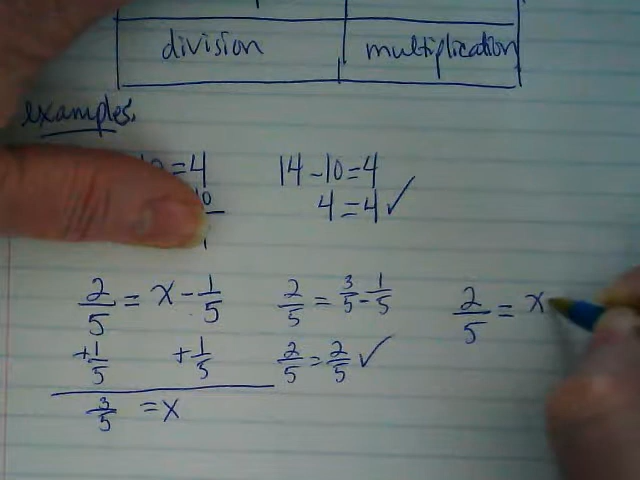 division multiplication
examples.
=4 14-10=4
10 4=4✓
2/5 = x - 1/5 2/5 = 3/5 - 1/5 2/5 = x
+1/5 +1/5 2/5 = 2/5 ✓
3/5 = x